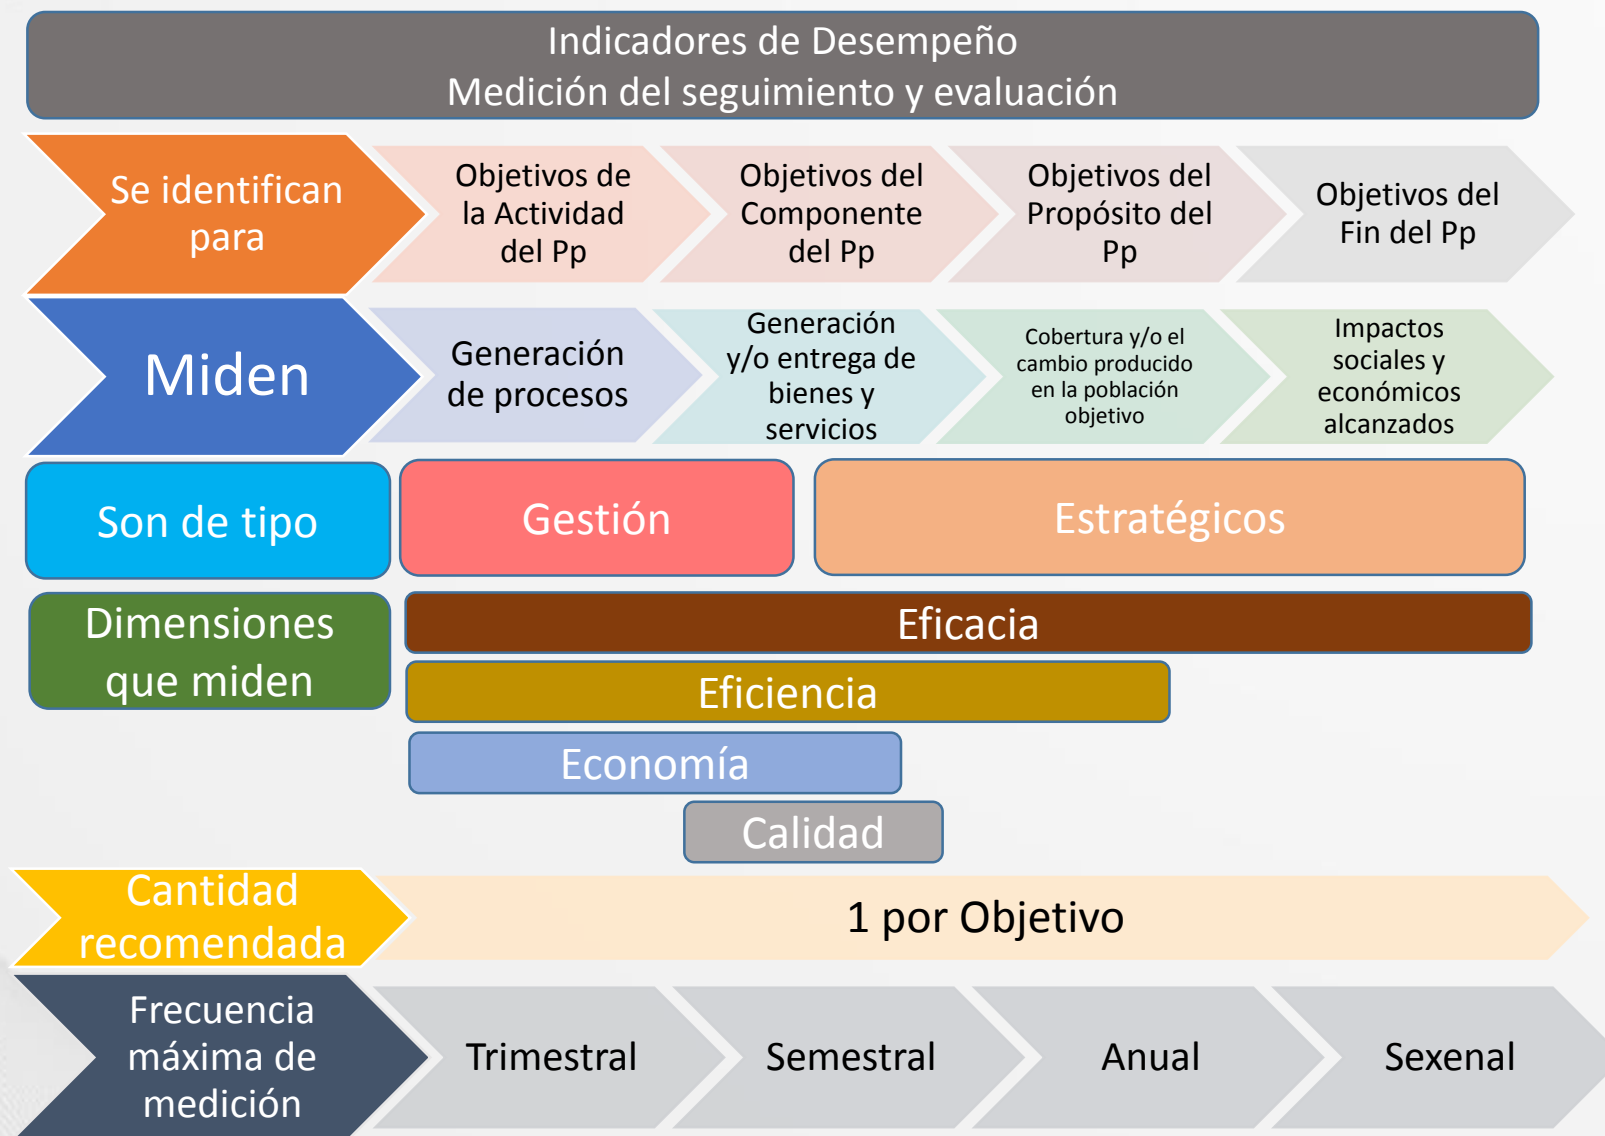 Indicadores de Desempeño
Medición del seguimiento y evaluación
Se identifican
para
Objetivos de
la Actividad
del Pp
Objetivos del
Componente
del Pp
Objetivos del
Propósito del
Pp
Objetivos del
Fin del Pp
Miden
Generación
de procesos
Generación
y/o entrega de
bienes y
servicios
Cobertura y/o el
cambio producido
en la población
objetivo
Impactos
sociales y
económicos
alcanzados
Son de tipo
Gestión
Estratégicos
Dimensiones
que miden
Eficacia
Eficiencia
Economía
Calidad
Cantidad
recomendada
1 por Objetivo
Frecuencia
máxima de
medición
Trimestral
Semestral
Anual
Sexenal